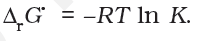 ΔᵣG° = –RT ln K.